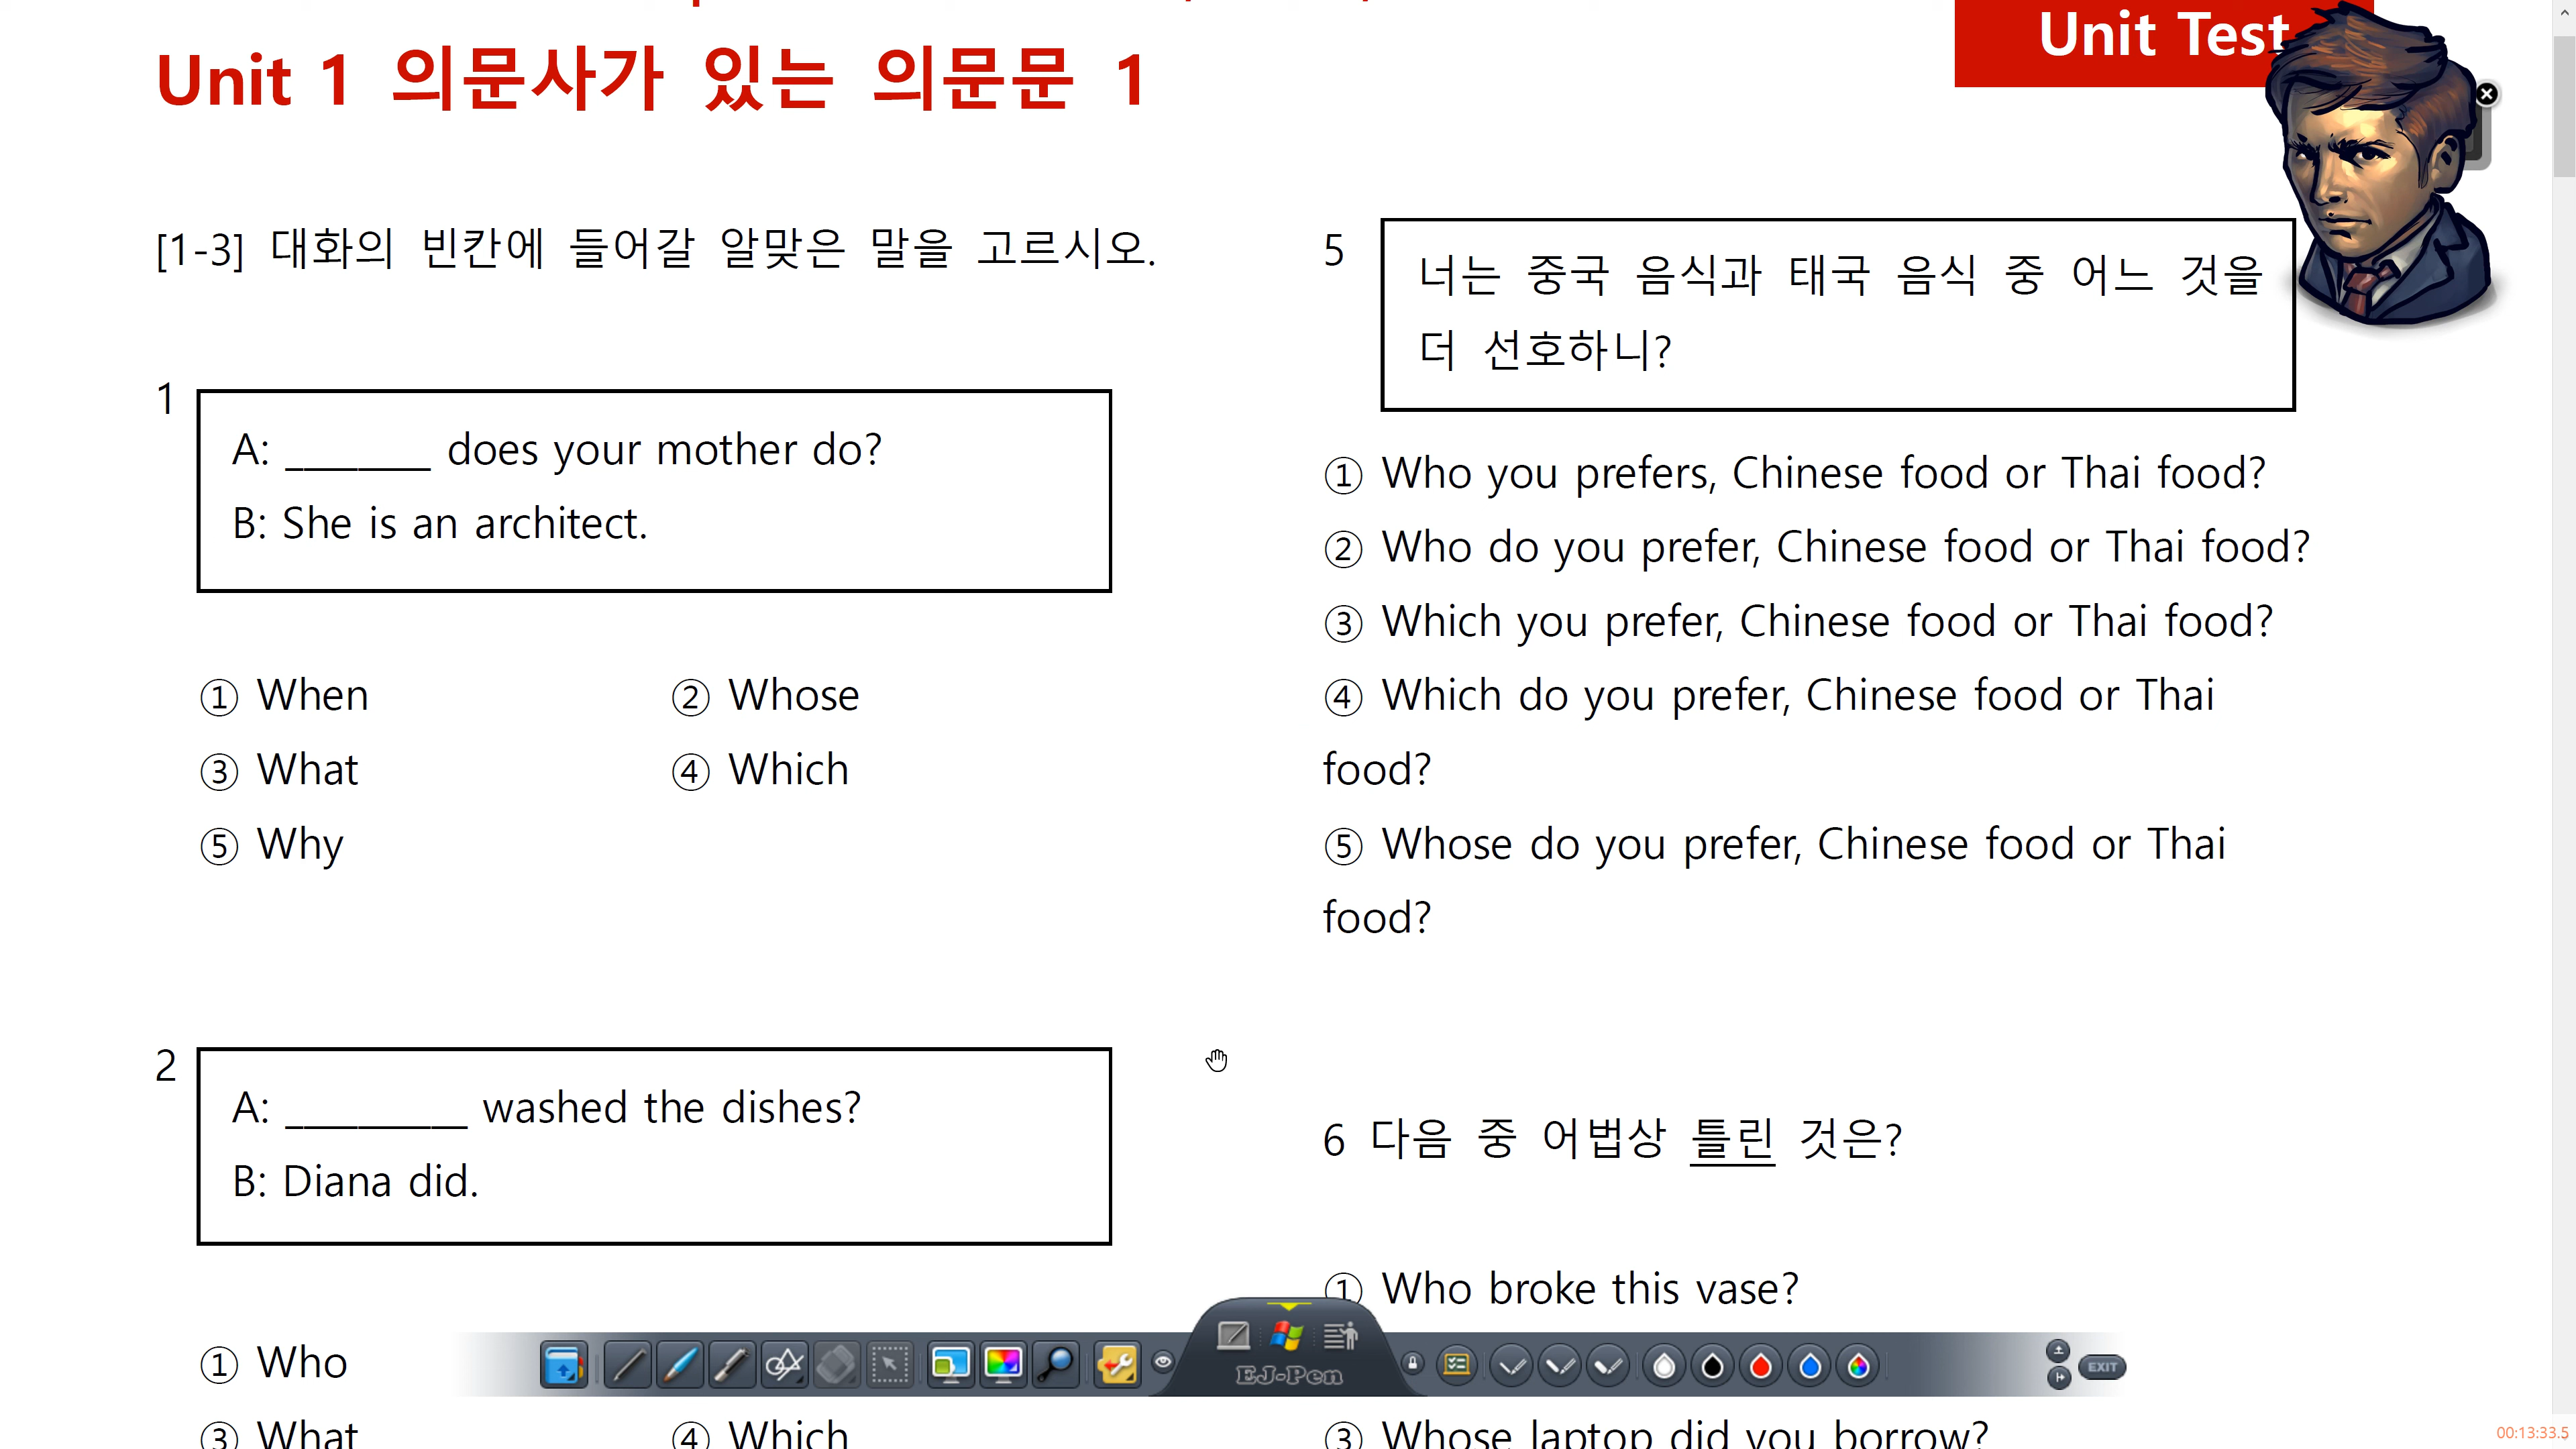 Unit 1 의문사가 있는 의문문 1
Unit Test
[1-3] 대화의 빈칸에 들어갈 알맞은 말을 고르시오.
1
A: ______ does your mother do?
B: She is an architect.
① When ② Whose
③ What ④ Which
⑤ Why
2
A: ________ washed the dishes?
B: Diana did.
① Who
③ What ④ Which
5
너는 중국 음식과 태국 음식 중 어느 것을
더 선호하니?
① Who you prefers, Chinese food or Thai food?
② Who do you prefer, Chinese food or Thai food?
③ Which you prefer, Chinese food or Thai food?
④ Which do you prefer, Chinese food or Thai
food?
⑤ Whose do you prefer, Chinese food or Thai
food?
6 다음 중 어법상 틀린 것은?
① Who broke this vase?
③ Whose laptop did you borrow?
EJ-Pen
EXIT
00:13:33.5